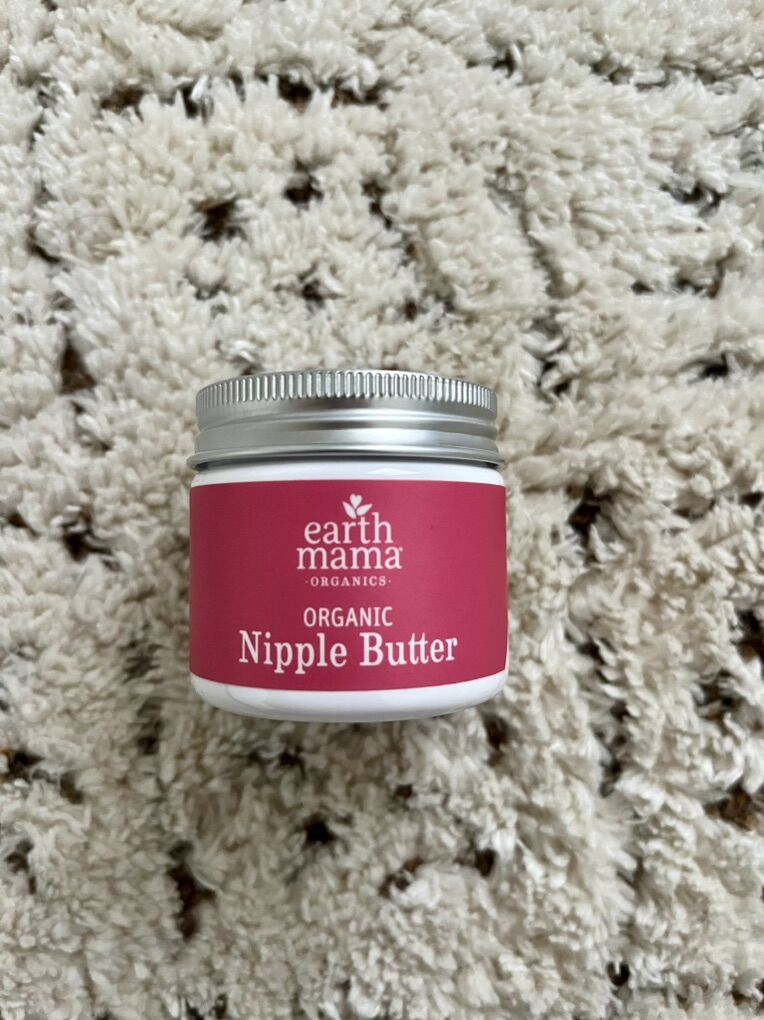 earth
mama®
·ORGANICS·
ORGANIC
Nipple Butter